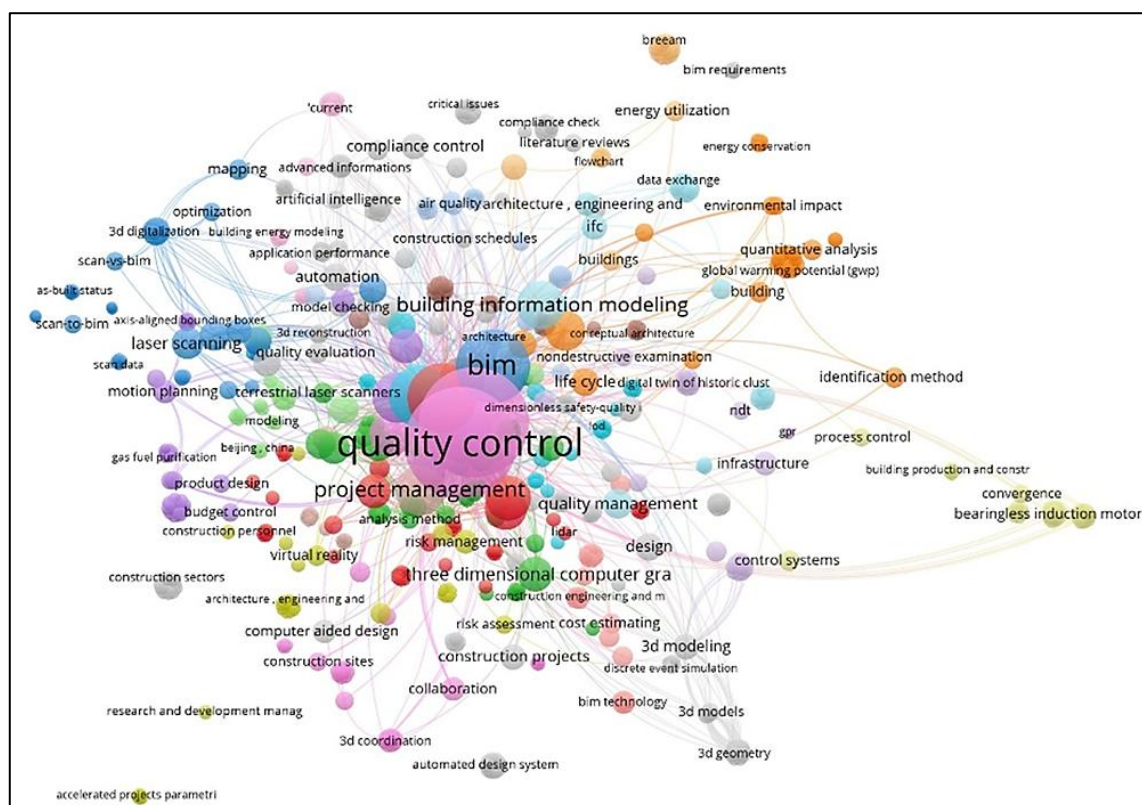 breeam
bim requirements
'current
critical issues
energy utilization
compliance check
literature reviews
compliance control
energy conservation
flowchart
mapping
advanced informations
data exchange
artificial intelligence
air quality
architecture , engineering and
environmental impact
optimization
ifc
3d digitalization
building energy modeling
construction schedules
quantitative analysis
scan-vs-bim
application performance
buildings
global warming potential (gwp)
automation
as-built status
model checking
building information modeling
building
scan-to-bim
axis-aligned bounding boxes
3d reconstruction
architecture
conceptual architecture
laser scanning
quality evaluation
nondestructive examination
scan data
bim
motion planning
terrestrial laser scanners
life cycle
digital twin of historic clust
identification method
dimensionless safety-quality i
ndt
modeling
gpr
process control
beijing , china
quality control
gas fuel purification
infrastructure
building production and constr
product design
project management
quality management
convergence
budget control
analysis method
bearingless induction motor
construction personnel
lidar
risk management
design
virtual reality
control systems
construction sectors
three dimensional computer gra
construction engineering and m
architecture , engineering and
risk assessment
cost estimating
computer aided design
3d modeling
construction sites
construction projects
discrete event simulation
collaboration
bim technology
research and development manag
3d models
3d coordination
3d geometry
automated design system
accelerated projects parametri